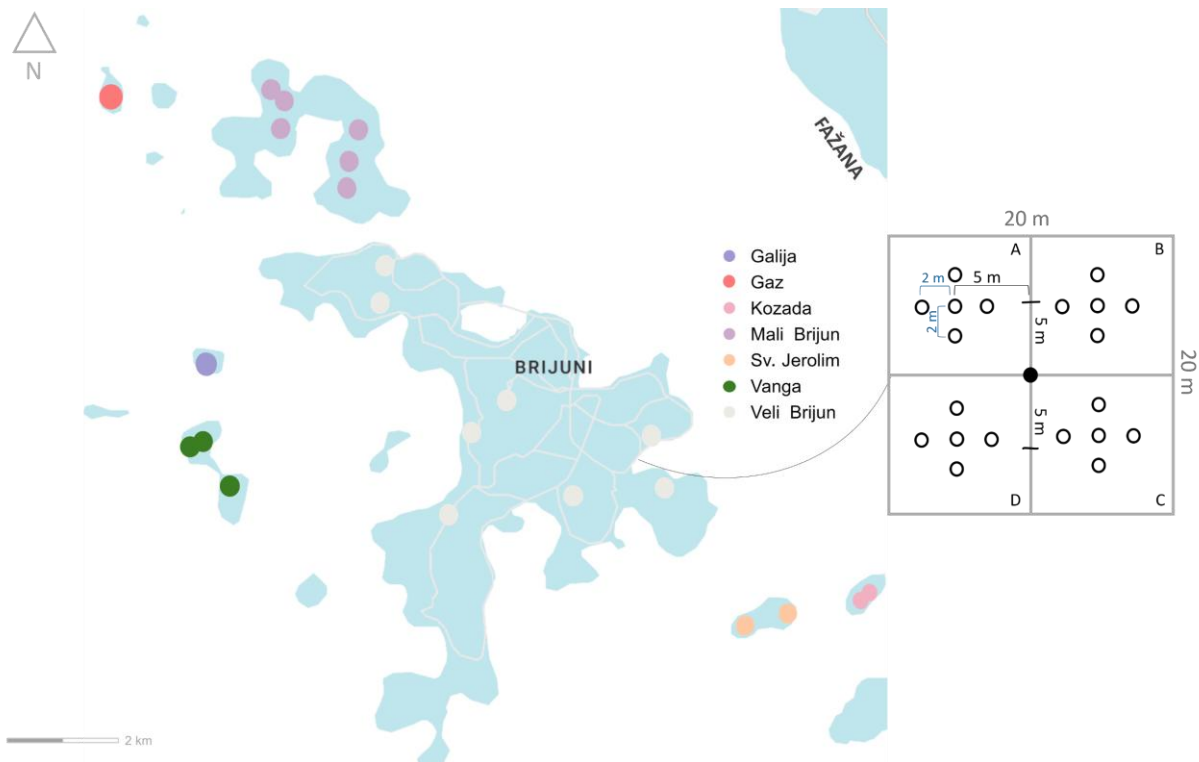 N
FAŽANA
20 m
A
B
2 m
5 m
2 m
5 m
20 m
Galija
Gaz
Kozada
Mali Brijun
Sv. Jerolim
Vanga
Veli Brijun
BRIJUNI
5 m
D
C
2 km